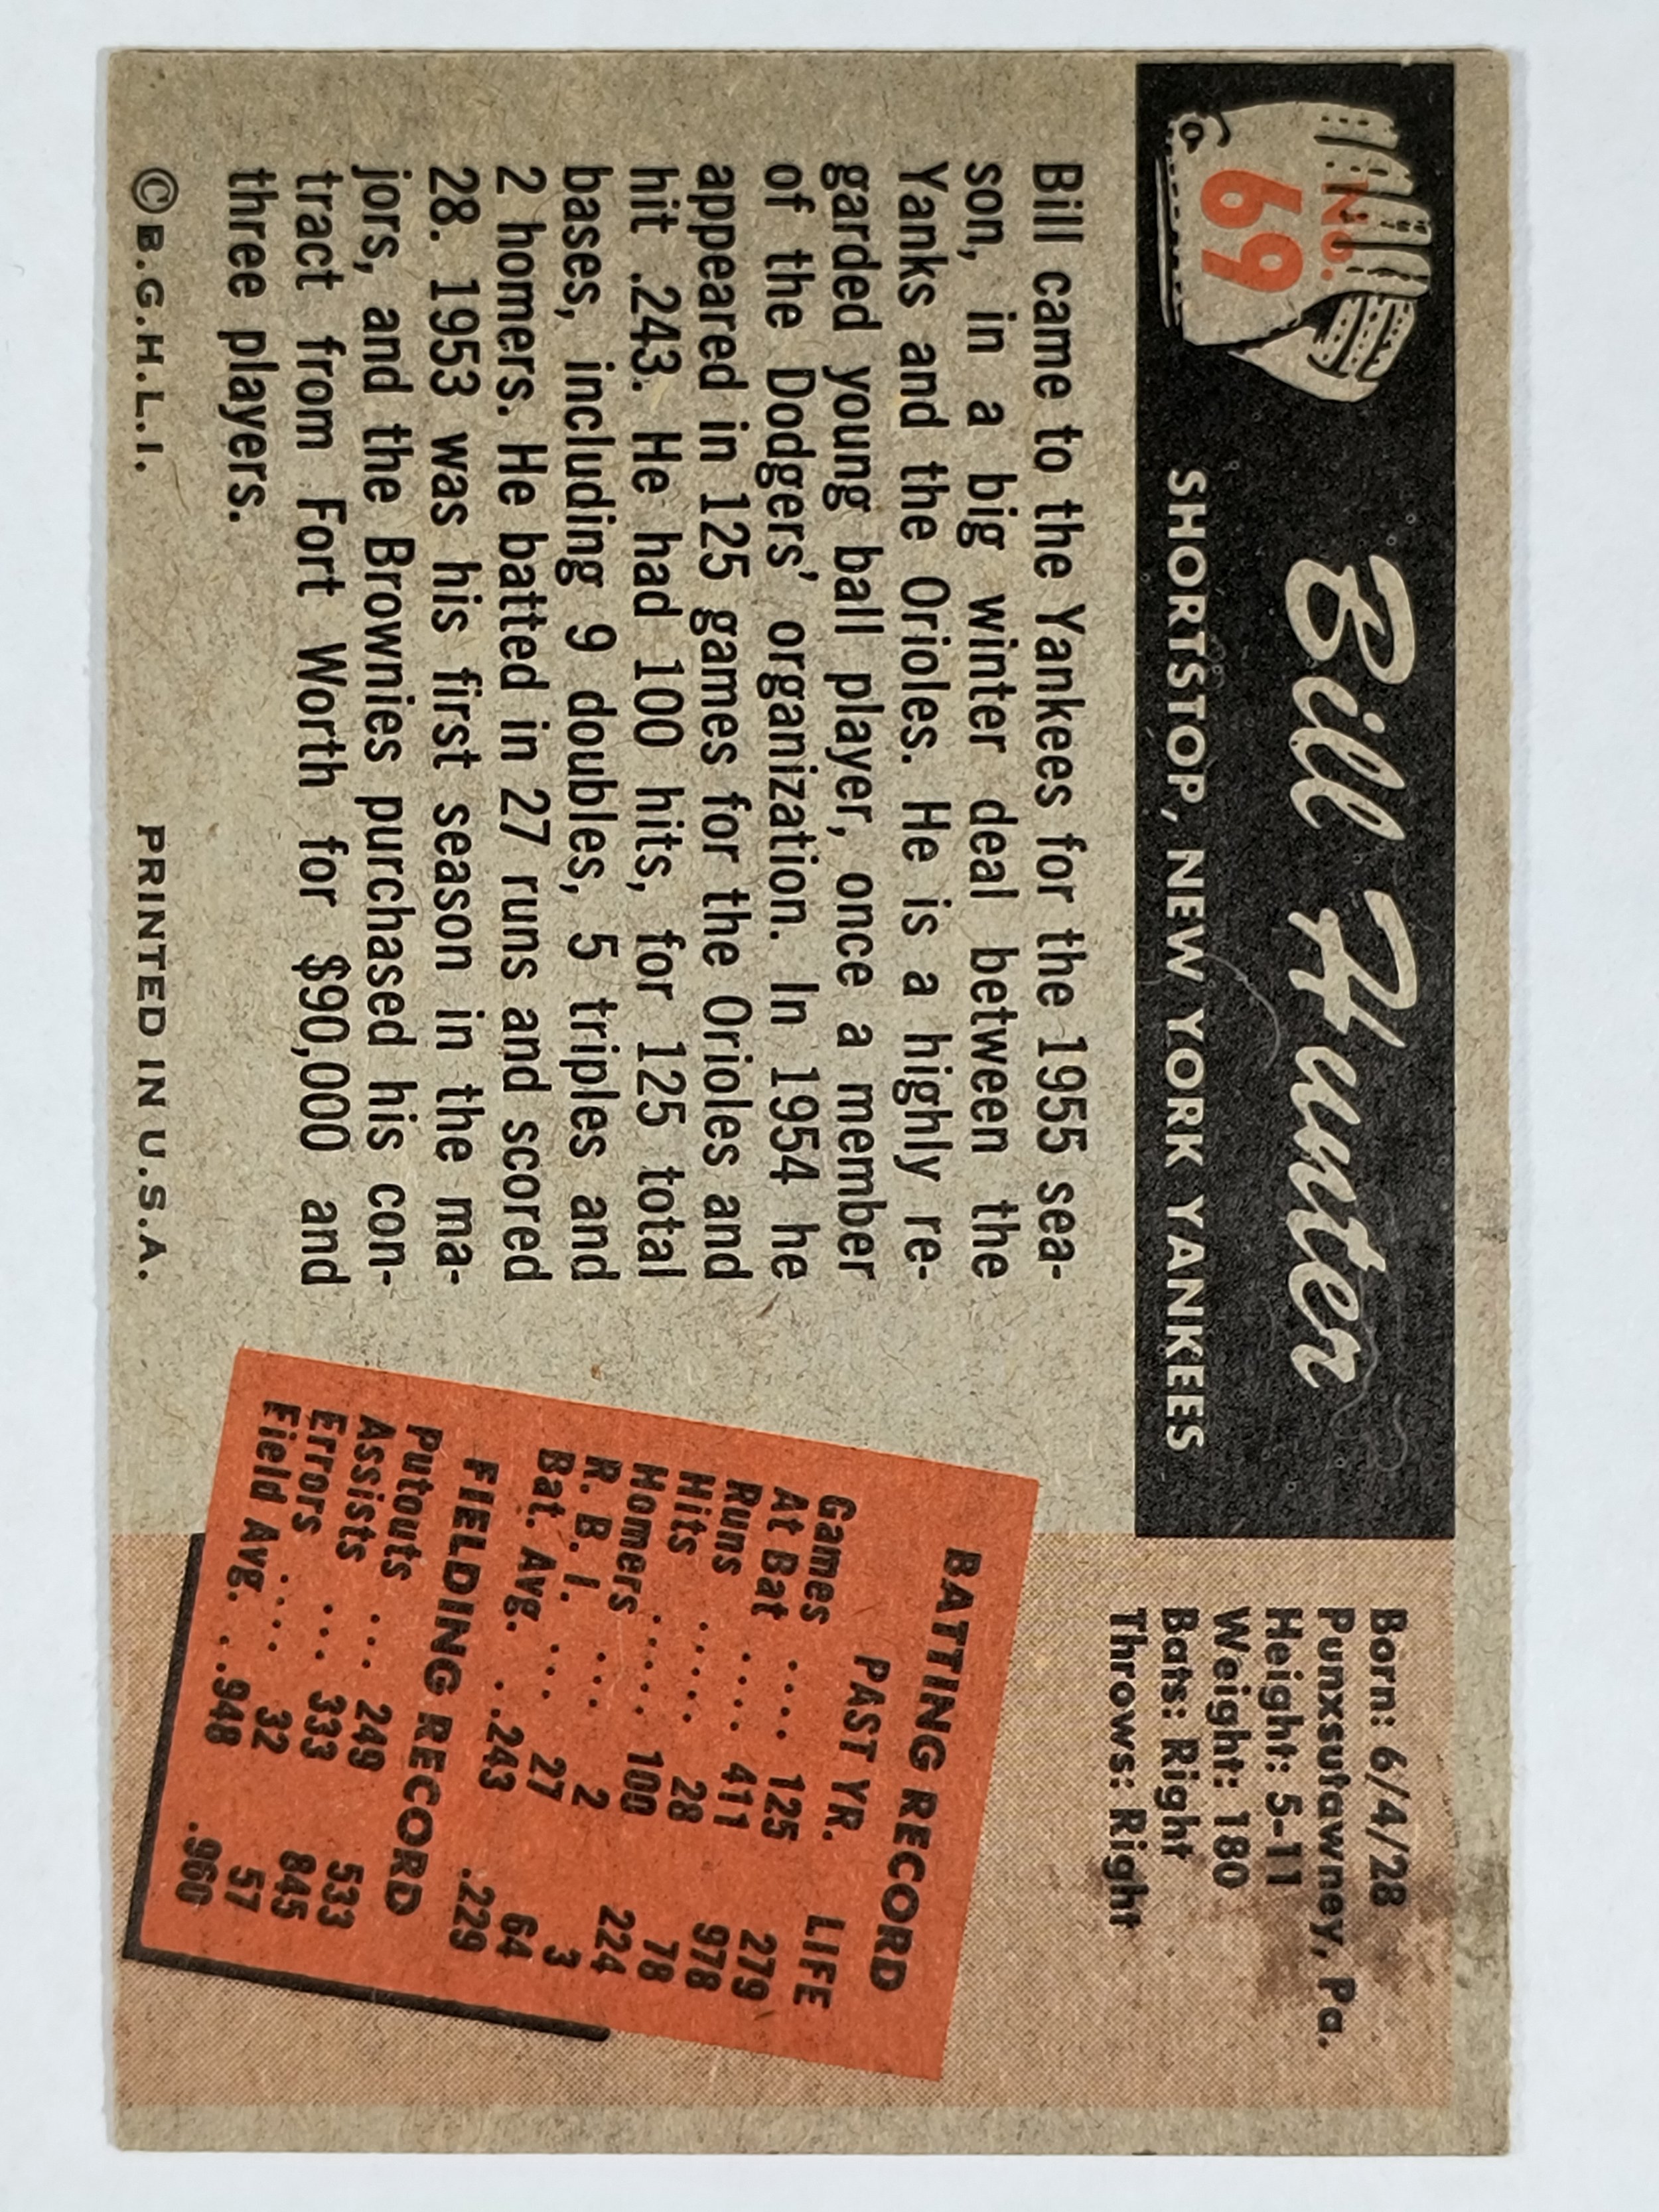 No.
69
Bill Hunter
SHORTSTOP, NEW YORK YANKEES
Born: 6/4/28
Punxsutawney, Pa.
Height: 5-11
Weight: 180
Bats: Right
Throws: Right
Bill came to the Yankees for the 1955 sea-
son, in a big winter deal between the
Yanks and the Orioles. He is a highly re-
garded young ball player, once a member
of the Dodgers' organization. In 1954 he
appeared in 125 games for the Orioles and
hit .243. He had 100 hits, for 125 total
bases, including 9 doubles, 5 triples and
2 homers. He batted in 27 runs and scored
28. 1953 was his first season in the ma-
jors, and the Brownies purchased his con-
tract from Fort Worth for $90,000 and
three players.
© B.G.H.L.I. PRINTED IN U.S.A.
BATTING RECORD
PAST YR. LIFE
Games .... 125 279
At Bat .... 411 978
Runs .... 28 78
Hits ..... 100 224
Homers ... 2 3
R. B. I. ... 27 64
Bat. Avg. . .243 .229
FIELDING RECORD
Putouts ... 249 533
Assists ... 333 845
Errors .... 32 57
Field Avg. . .948 .960